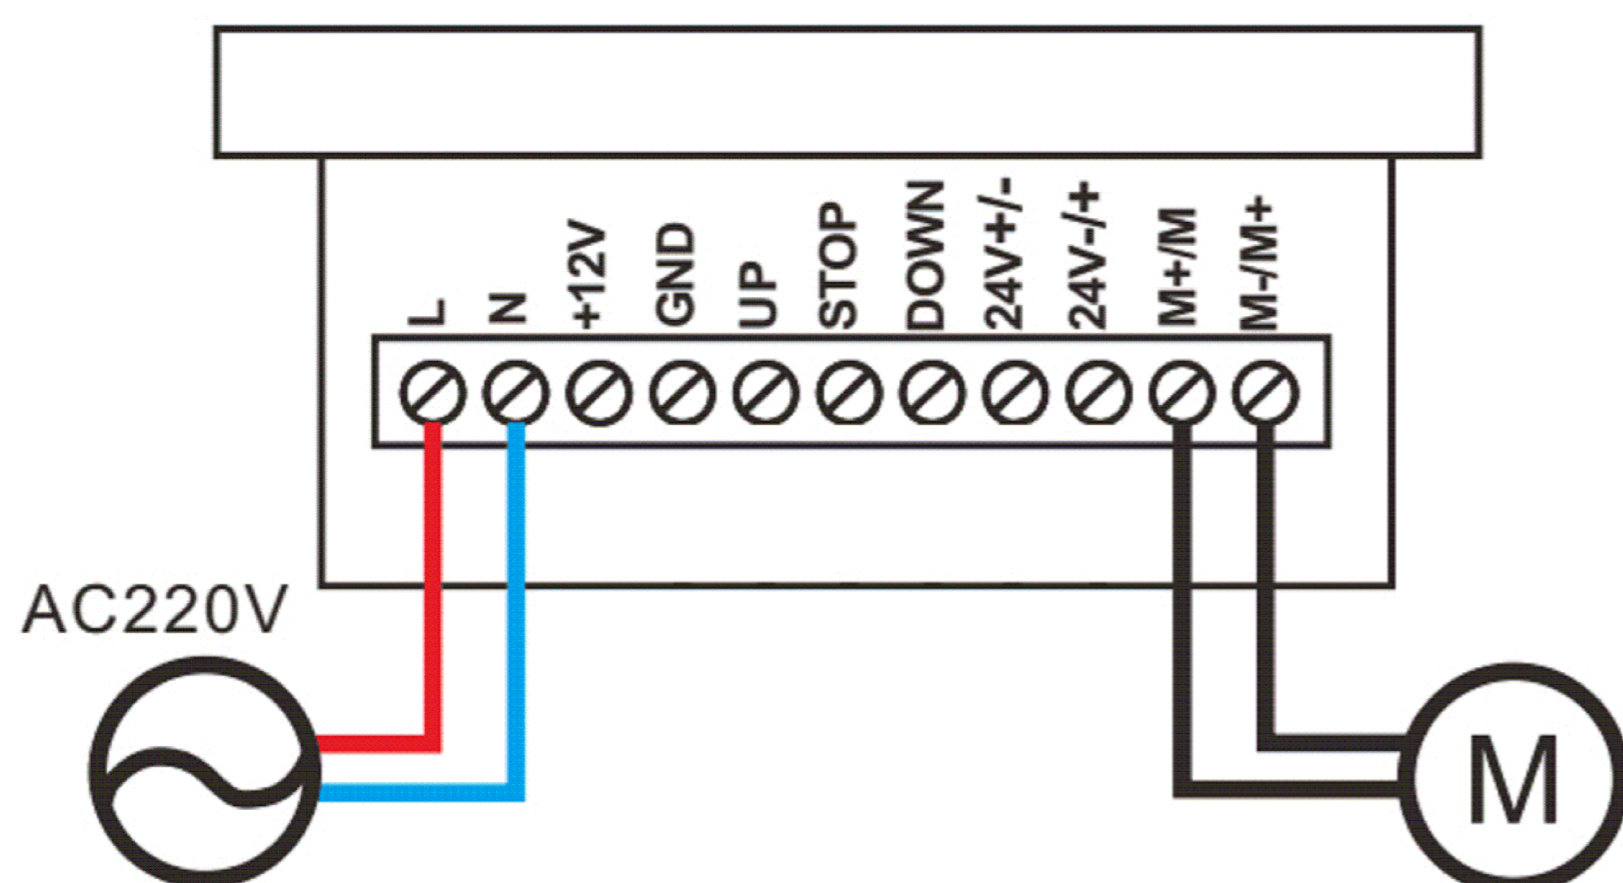 L
N
+12V
GND
UP
STOP
DOWN
24V+/-
24V-/+
M+/M
M-/M+
AC220V
M